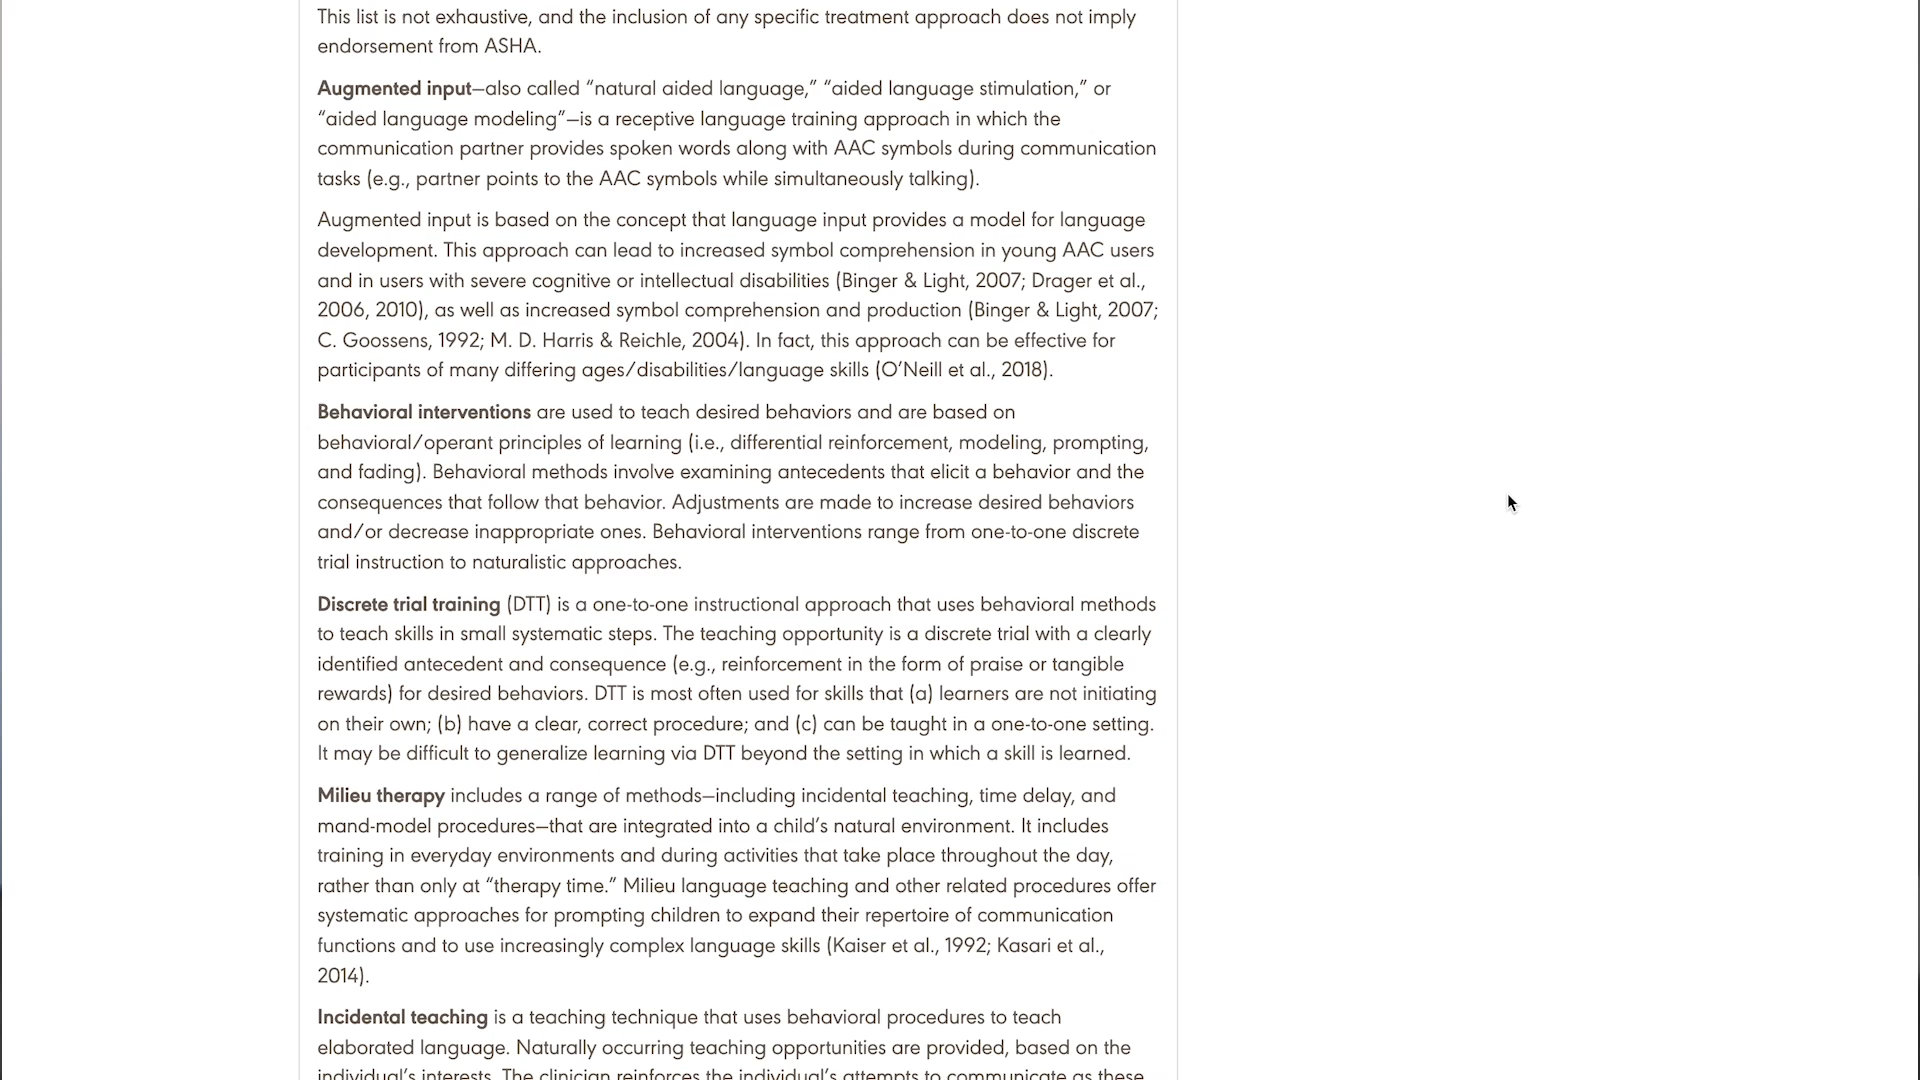 This list is not exhaustive, and the inclusion of any specific treatment approach does not imply
endorsement from ASHA.
Augmented input—also called “natural aided language,” “aided language stimulation,” or
“aided language modeling”—is a receptive language training approach in which the
communication partner provides spoken words along with AAC symbols during communication
tasks (e.g., partner points to the AAC symbols while simultaneously talking).
Augmented input is based on the concept that language input provides a model for language
development. This approach can lead to increased symbol comprehension in young AAC users
and in users with severe cognitive or intellectual disabilities (Binger & Light, 2007; Drager et al.,
2006, 2010), as well as increased symbol comprehension and production (Binger & Light, 2007;
C. Goossens, 1992; M. D. Harris & Reichle, 2004). In fact, this approach can be effective for
participants of many differing ages/disabilities/language skills (O’Neill et al., 2018).
Behavioral interventions are used to teach desired behaviors and are based on
behavioral/operant principles of learning (i.e., differential reinforcement, modeling, prompting,
and fading). Behavioral methods involve examining antecedents that elicit a behavior and the
consequences that follow that behavior. Adjustments are made to increase desired behaviors
and/or decrease inappropriate ones. Behavioral interventions range from one-to-one discrete
trial instruction to naturalistic approaches.
Discrete trial training (DTT) is a one-to-one instructional approach that uses behavioral methods
to teach skills in small systematic steps. The teaching opportunity is a discrete trial with a clearly
identified antecedent and consequence (e.g., reinforcement in the form of praise or tangible
rewards) for desired behaviors. DTT is most often used for skills that (a) learners are not initiating
on their own; (b) have a clear, correct procedure; and (c) can be taught in a one-to-one setting.
It may be difficult to generalize learning via DTT beyond the setting in which a skill is learned.
Milieu therapy includes a range of methods—including incidental teaching, time delay, and
mand-model procedures—that are integrated into a child’s natural environment. It includes
training in everyday environments and during activities that take place throughout the day,
rather than only at “therapy time.” Milieu language teaching and other related procedures offer
systematic approaches for prompting children to expand their repertoire of communication
functions and to use increasingly complex language skills (Kaiser et al., 1992; Kasari et al.,
2014).
Incidental teaching is a teaching technique that uses behavioral procedures to teach
elaborated language. Naturally occurring teaching opportunities are provided, based on the
individual’s interests. The clinician reinforces the individual’s attempts to communicate as these